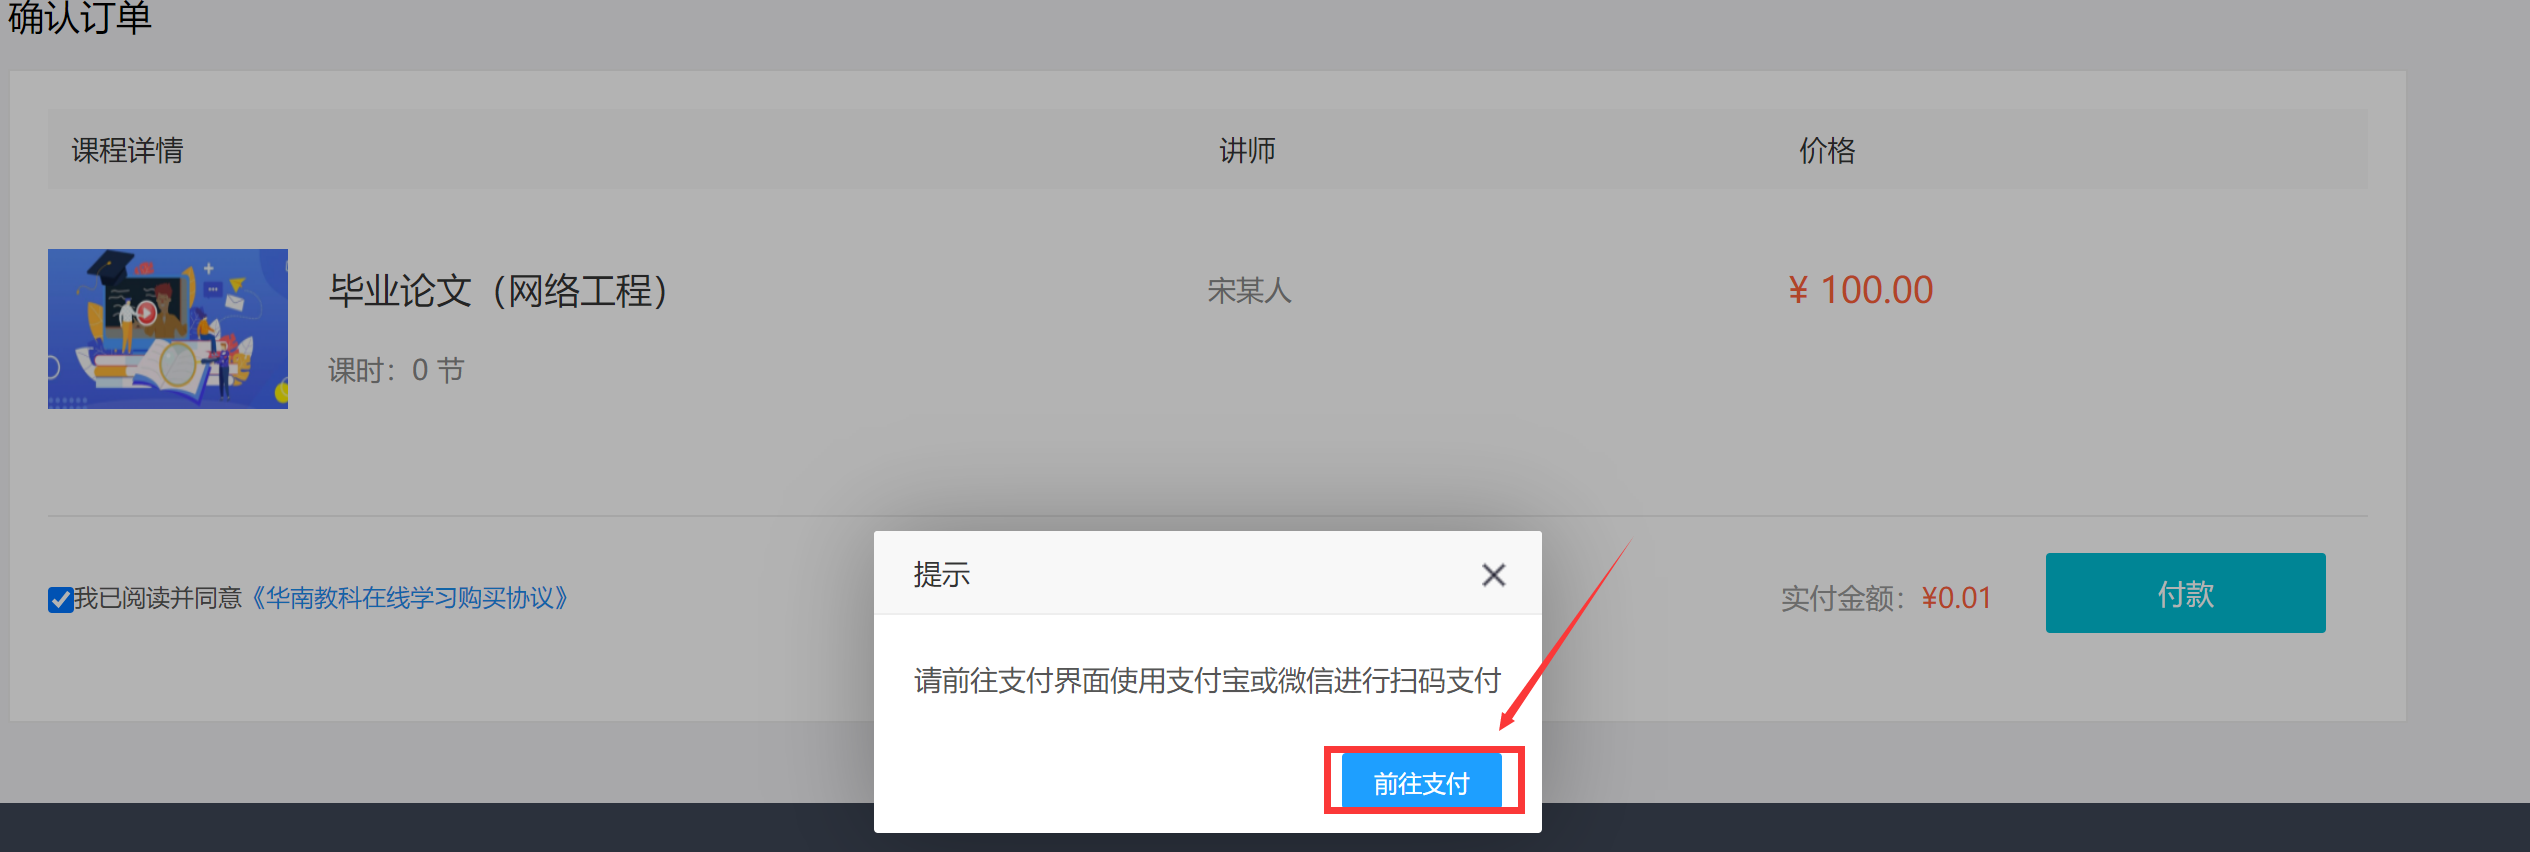 确认订单
课程详情 讲师 价格
毕业论文（网络工程） 宋某人 ¥ 100.00
课时：0 节
提示
我已阅读并同意《华南教科在线学习购买协议》 实付金额：¥0.01 付款
请前往支付界面使用支付宝或微信进行扫码支付
前往支付